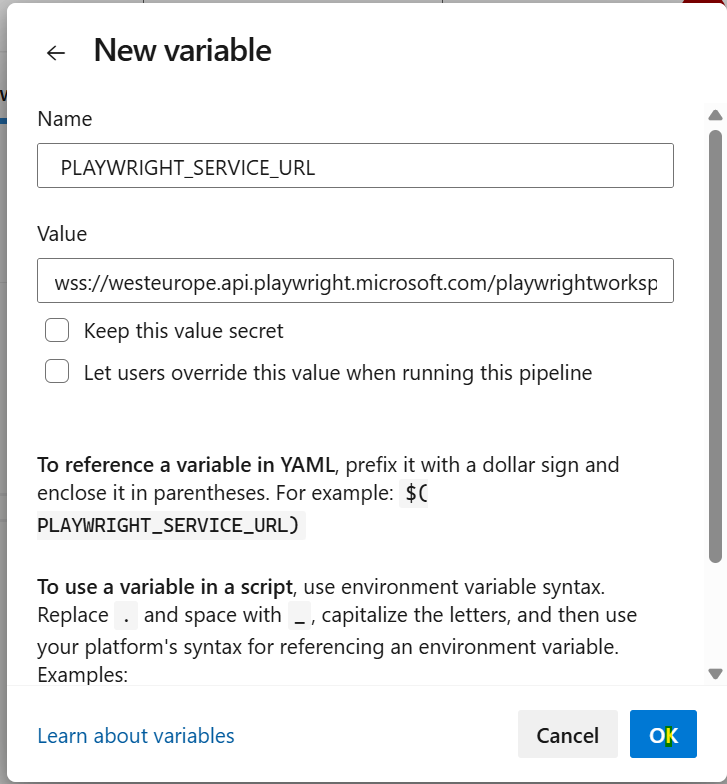 ← New variable
Name
PLAYWRIGHT_SERVICE_URL
Value
wss://westeurope.api.playwright.microsoft.com/playwrightworksp
Keep this value secret
Let users override this value when running this pipeline
To reference a variable in YAML, prefix it with a dollar sign and
enclose it in parentheses. For example: $(
PLAYWRIGHT_SERVICE_URL)
To use a variable in a script, use environment variable syntax.
Replace . and space with _, capitalize the letters, and then use
your platform's syntax for referencing an environment variable.
Examples:
Learn about variables
Cancel
OK